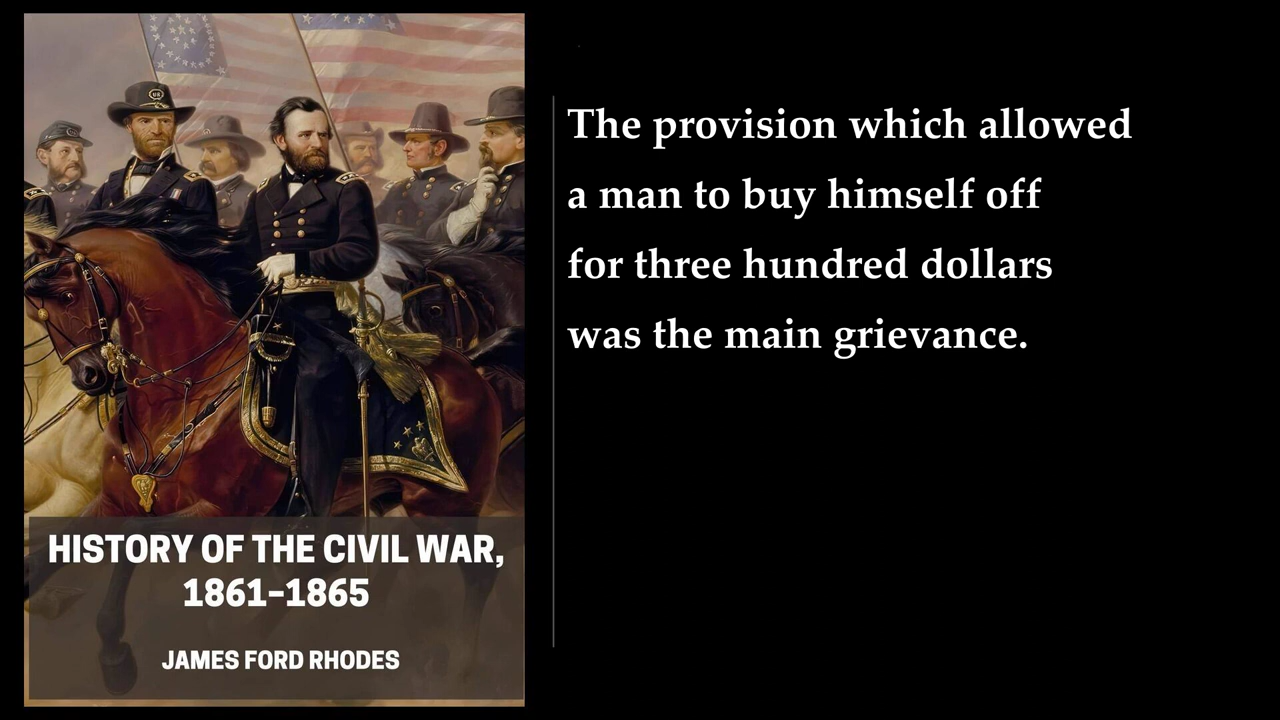 HISTORY OF THE CIVIL WAR,
1861–1865
JAMES FORD RHODES
The provision which allowed
a man to buy himself off
for three hundred dollars
was the main grievance.